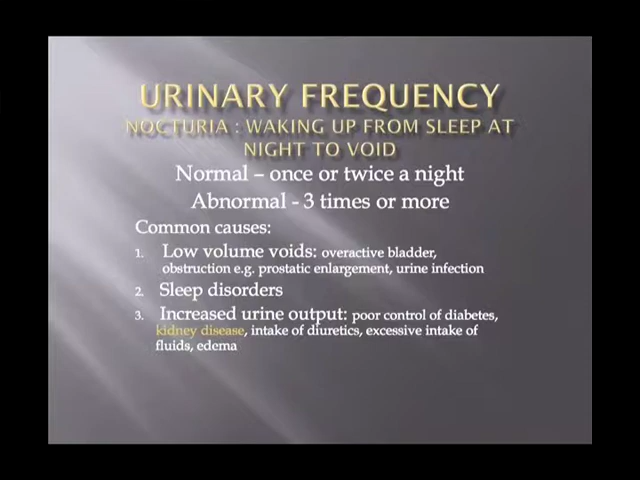 URINARY FREQUENCY
NOCTURIA : WAKING UP FROM SLEEP AT
NIGHT TO VOID
Normal – once or twice a night
Abnormal - 3 times or more
Common causes:
1. Low volume voids: overactive bladder,
obstruction e.g. prostatic enlargement, urine infection
2. Sleep disorders
3. Increased urine output: poor control of diabetes,
kidney disease, intake of diuretics, excessive intake of
fluids, edema